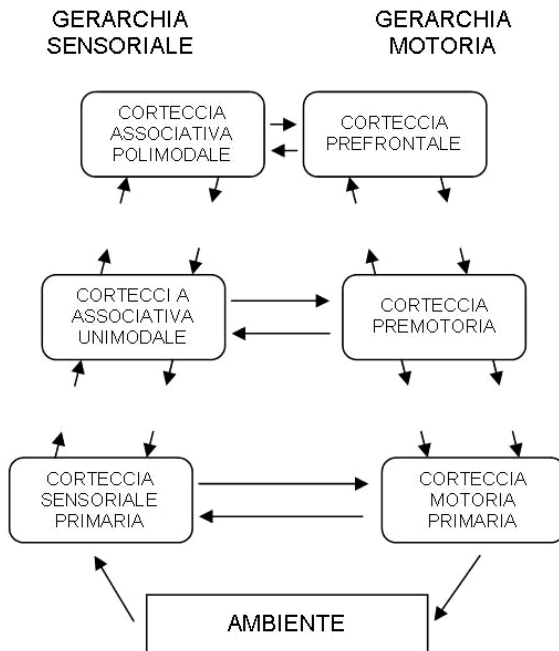 GERARCHIA
SENSORIALE
GERARCHIA
MOTORIA
CORTECCIA
ASSOCIATIVA
POLIMODALE
CORTECCIA
PREFRONTALE
CORTECCI A
ASSOCIATIVA
UNIMODALE
CORTECCIA
PREMOTORIA
CORTECCIA
SENSORIALE
PRIMARIA
CORTECCIA
MOTORIA
PRIMARIA
AMBIENTE